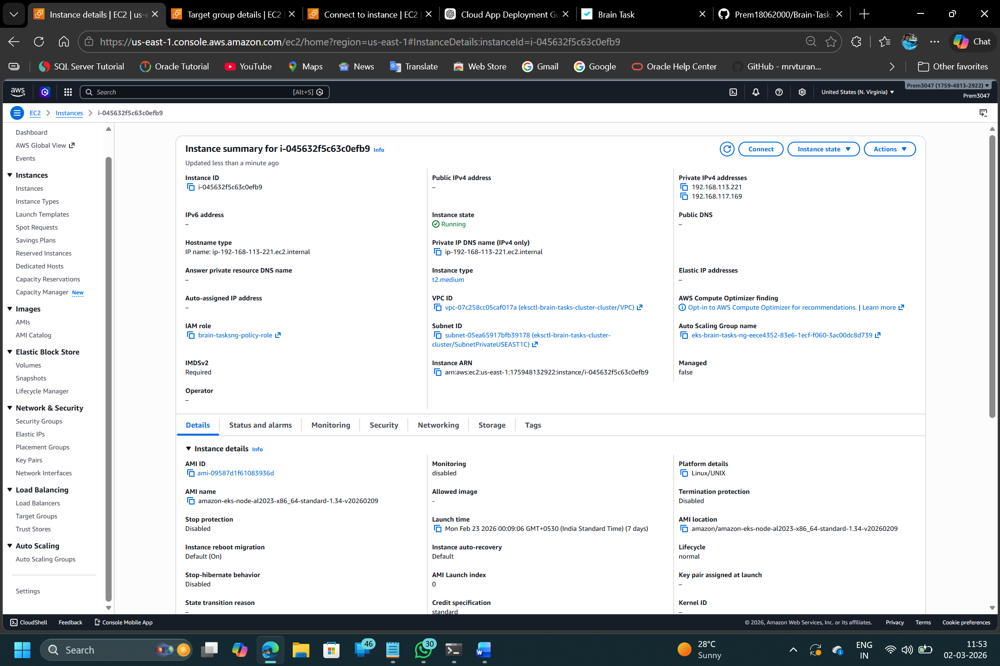 Instance details | EC2 | us-e
Target group details | EC2
Connect to instance | EC2
Cloud App Deployment Gu
Brain Task
Prem18062000/Brain-Tasks
https://us-east-1.console.aws.amazon.com/ec2/home?region=us-east-1#InstanceDetails:instanceId=i-045632f5c63c0efb9
Chat
SQL Server Tutorial
Oracle Tutorial
YouTube
Maps
News
Translate
Web Store
Gmail
Google
Oracle Help Center
GitHub - mrvturan...
Other favorites
aws
Search
[Alt+S]
United States (N. Virginia)
Prem3047 (1759-4813-2922)
Prem3047
EC2
Instances
i-045632f5c63c0efb9
Dashboard
AWS Global View
Events
Instances
Instances
Instance Types
Launch Templates
Spot Requests
Savings Plans
Reserved Instances
Dedicated Hosts
Capacity Reservations
Capacity Manager New
Images
AMIs
AMI Catalog
Elastic Block Store
Volumes
Snapshots
Lifecycle Manager
Network & Security
Security Groups
Elastic IPs
Placement Groups
Key Pairs
Network Interfaces
Load Balancing
Load Balancers
Target Groups
Trust Stores
Auto Scaling
Auto Scaling Groups
Settings
Instance summary for i-045632f5c63c0efb9 Info
Updated less than a minute ago
Connect
Instance state
Actions
Instance ID
i-045632f5c63c0efb9
Public IPv4 address
–
Private IPv4 addresses
192.168.113.221
192.168.117.169
IPv6 address
–
Instance state
Running
Public DNS
–
Hostname type
IP name: ip-192-168-113-221.ec2.internal
Private IP DNS name (IPv4 only)
ip-192-168-113-221.ec2.internal
Answer private resource DNS name
–
Instance type
t2.medium
Elastic IP addresses
–
Auto-assigned IP address
–
VPC ID
vpc-07c258cc05caf017a (eksctl-brain-tasks-cluster-cluster/VPC)
AWS Compute Optimizer finding
Opt-in to AWS Compute Optimizer for recommendations. | Learn more
IAM role
brain-tasksng-policy-role
Subnet ID
subnet-05ea65917bfb39178 (eksctl-brain-tasks-cluster-
cluster/SubnetPrivateUSEAST1C)
Auto Scaling Group name
eks-brain-tasks-ng-eece4352-83e6-1ecf-f060-3ac00dc8d739
IMDSv2
Required
Instance ARN
arn:aws:ec2:us-east-1:175948132922:instance/i-045632f5c63c0efb9
Managed
false
Operator
–
Details
Status and alarms
Monitoring
Security
Networking
Storage
Tags
Instance details Info
AMI ID
ami-09587d1f61083936d
Monitoring
disabled
Platform details
Linux/UNIX
AMI name
amazon-eks-node-al2023-x86_64-standard-1.34-v20260209
Allowed image
-
Termination protection
Disabled
Stop protection
Disabled
Launch time
Mon Feb 23 2026 00:09:06 GMT+0530 (India Standard Time) (7 days)
AMI location
amazon/amazon-eks-node-al2023-x86_64-standard-1.34-v20260209
Instance reboot migration
Default (On)
Instance auto-recovery
Default
Lifecycle
normal
Stop-hibernate behavior
Disabled
AMI Launch index
0
Key pair assigned at launch
–
State transition reason
–
Credit specification
standard
Kernel ID
–
CloudShell
Feedback
Console Mobile App
© 2026, Amazon Web Services, Inc. or its affiliates.
Privacy
Terms
Cookie preferences
Search
46
30
28°C
Sunny
ENG
IN
11:53
02-03-2026